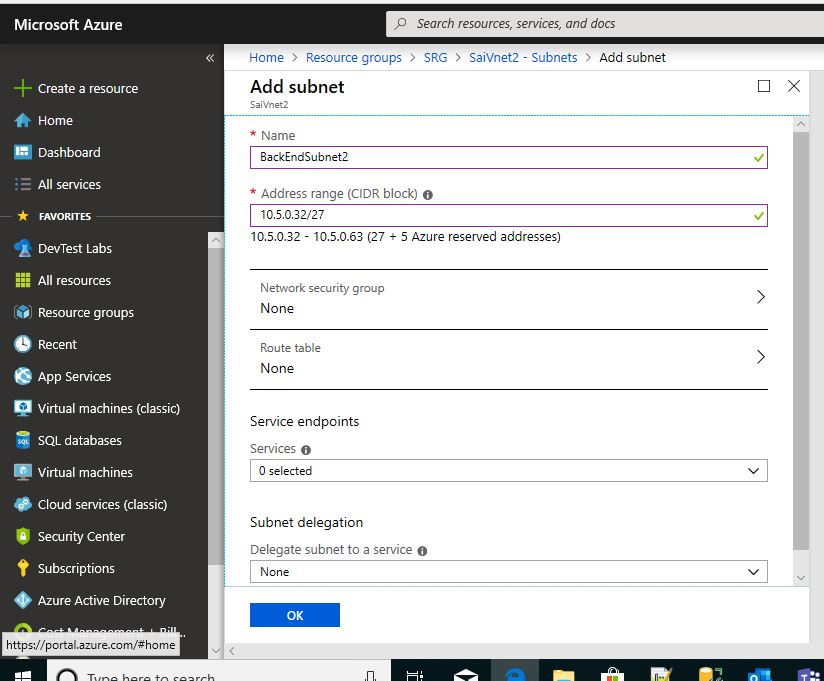 Microsoft Azure
Search resources, services, and docs
«
Create a resource
Home
Dashboard
All services
FAVORITES
DevTest Labs
All resources
Resource groups
Recent
App Services
Virtual machines (classic)
SQL databases
Virtual machines
Cloud services (classic)
Security Center
Subscriptions
Azure Active Directory
Cost Management + Bill...
https://portal.azure.com/#home
Home > Resource groups > SRG > SaiVnet2 - Subnets > Add subnet
Add subnet
SaiVnet2
* Name
BackEndSubnet2
* Address range (CIDR block)
10.5.0.32/27
10.5.0.32 - 10.5.0.63 (27 + 5 Azure reserved addresses)
Network security group
None
Route table
None
Service endpoints
Services
0 selected
Subnet delegation
Delegate subnet to a service
None
OK
Type here to search